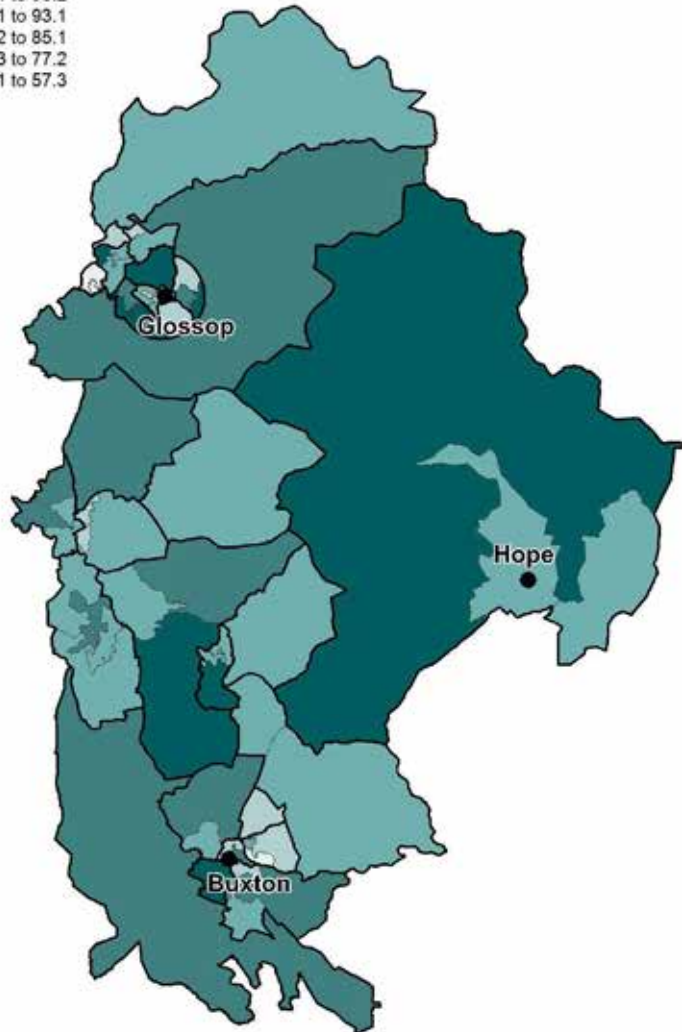 1 to 93.1
2 to 85.1
3 to 77.2
1 to 57.3
Glossop
Hope
Buxton